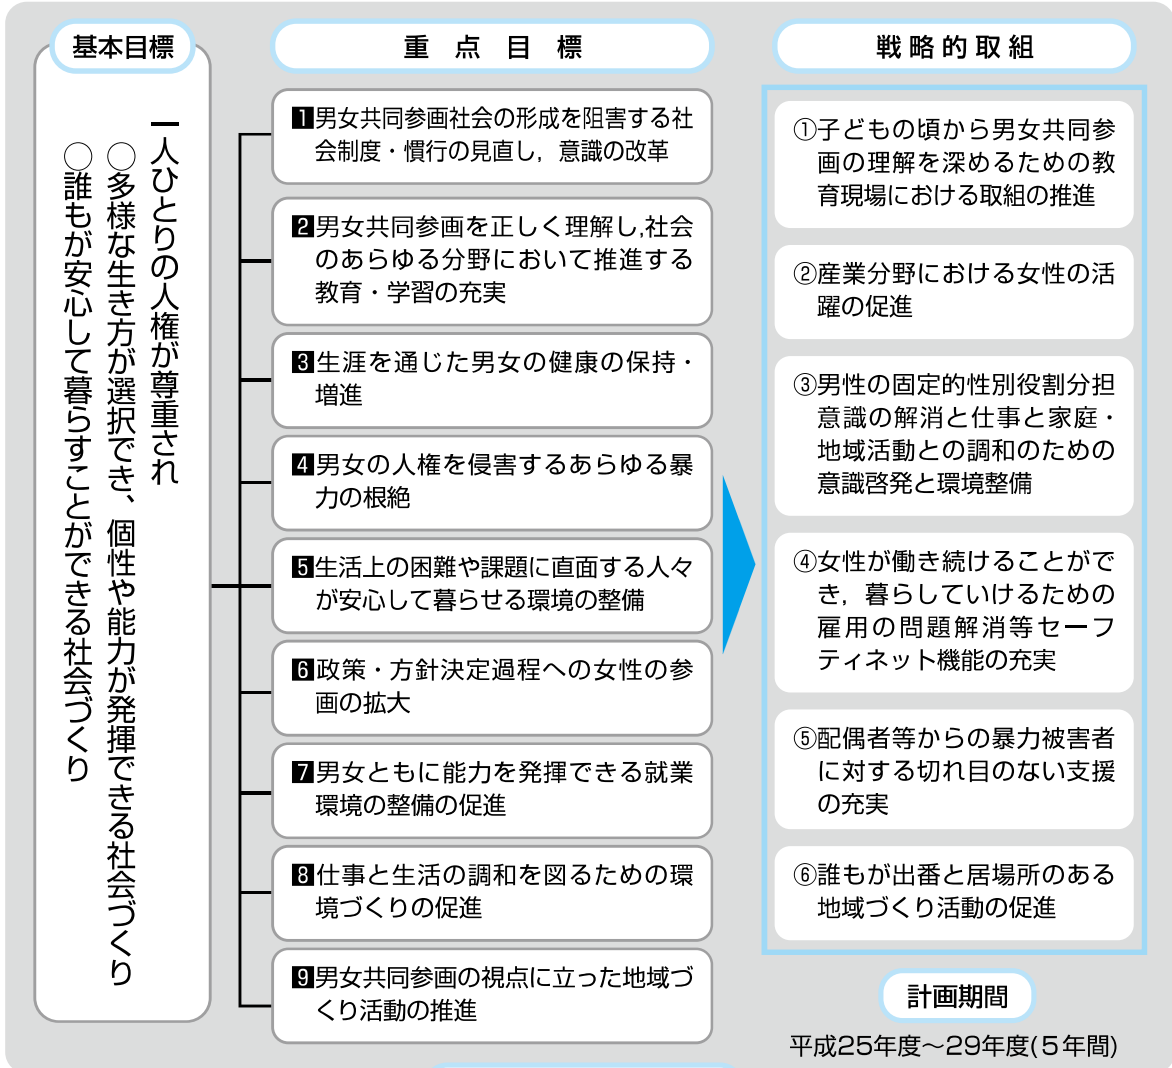 基本目標
一人ひとりの人権が尊重され
○多様な生き方が選択でき、個性や能力が発揮できる社会づくり
○誰もが安心して暮らすことができる社会づくり
重点目標
1男女共同参画社会の形成を阻害する社
会制度・慣行の見直し，意識の改革
2男女共同参画を正しく理解し,社会
のあらゆる分野において推進する
教育・学習の充実
3生涯を通じた男女の健康の保持・
増進
4男女の人権を侵害するあらゆる暴
力の根絶
5生活上の困難や課題に直面する人々
が安心して暮らせる環境の整備
6政策・方針決定過程への女性の参
画の拡大
7男女ともに能力を発揮できる就業
環境の整備の促進
8仕事と生活の調和を図るための環
境づくりの促進
9男女共同参画の視点に立った地域づ
くり活動の推進
戦略的取組
①子どもの頃から男女共同参
画の理解を深めるための教
育現場における取組の推進
②産業分野における女性の活
躍の促進
③男性の固定的性別役割分担
意識の解消と仕事と家庭・
地域活動との調和のための
意識啓発と環境整備
④女性が働き続けることがで
き，暮らしていけるための
雇用の問題解消等セーフ
ティネット機能の充実
⑤配偶者等からの暴力被害者
に対する切れ目のない支援
の充実
⑥誰もが出番と居場所のある
地域づくり活動の促進
計画期間
平成25年度～29年度(５年間)